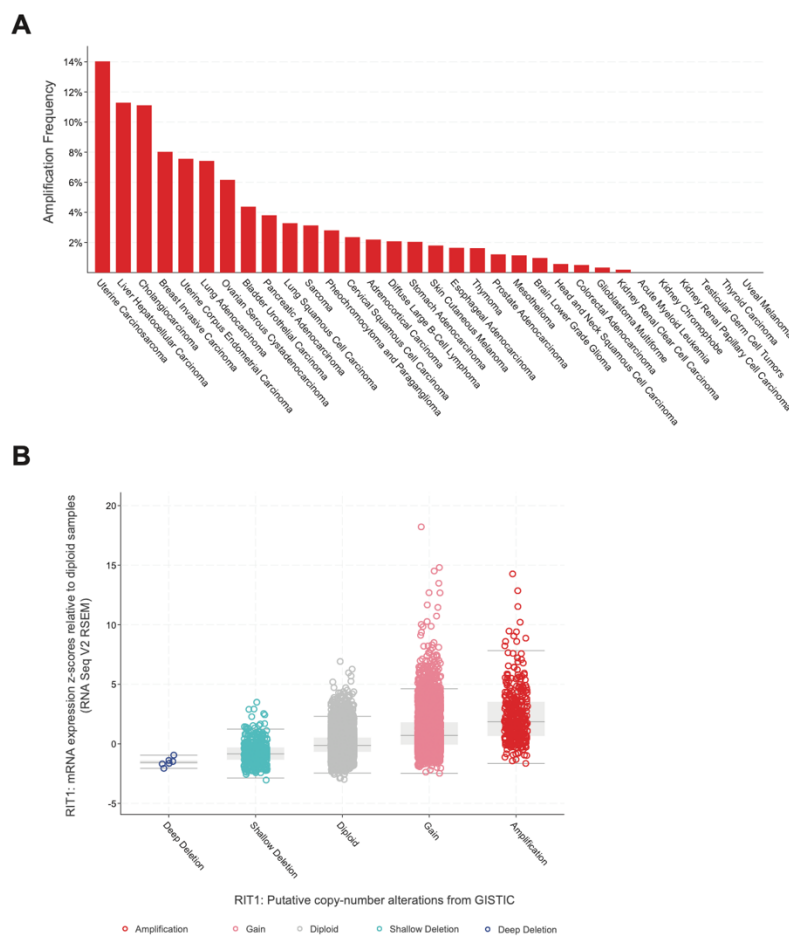 A
Amplification Frequency
14%
12%
10%
8%
6%
4%
2%
Uterine Carcinosarcoma
Liver Hepatocellular Carcinoma
Cholangiocarcinoma
Breast Invasive Carcinoma
Uterine Corpus Endometrial Carcinoma
Lung Adenocarcinoma
Ovarian Serous Cystadenocarcinoma
Bladder Urothelial Carcinoma
Pancreatic Adenocarcinoma
Lung Squamous Cell Carcinoma
Sarcoma
Pheochromocytoma and Paraganglioma
Cervical Squamous Cell Carcinoma
Adrenocortical Carcinoma
Diffuse Large B Cell Lymphoma
Stomach Adenocarcinoma
Skin Cutaneous Melanoma
Esophageal Adenocarcinoma
Thymoma
Prostate Adenocarcinoma
Mesothelioma
Brain Lower Grade Glioma
Head and Neck Squamous Cell Carcinoma
Colorectal Adenocarcinoma
Glioblastoma Multiforme
Kidney Renal Clear Cell Carcinoma
Acute Myeloid Leukemia
Kidney Chromophobe
Kidney Renal Papillary Cell Carcinoma
Testicular Germ Cell Tumors
Thyroid Carcinoma
Uveal Melanoma
B
RIT1: mRNA expression z-scores relative to diploid samples
(RNA Seq V2 RSEM)
20
15
10
5
0
-5
Deep Deletion
Shallow Deletion
Diploid
Gain
Amplification
RIT1: Putative copy-number alterations from GISTIC
Amplification
Gain
Diploid
Shallow Deletion
Deep Deletion